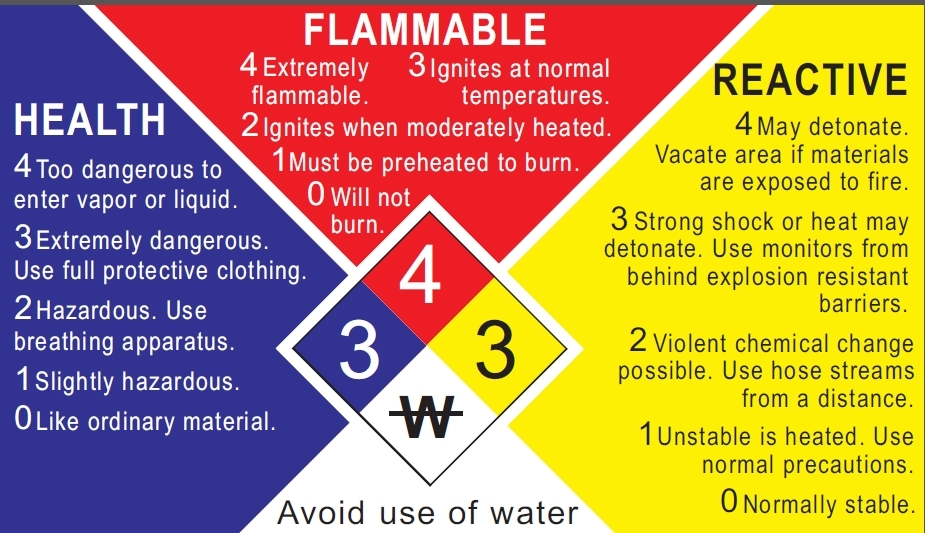 FLAMMABLE
4 Extremely
flammable.
3 Ignites at normal
temperatures.
2 Ignites when moderately heated.
1 Must be preheated to burn.
0 Will not
burn.
HEALTH
4 Too dangerous to
enter vapor or liquid.
3 Extremely dangerous.
Use full protective clothing.
2 Hazardous. Use
breathing apparatus.
1 Slightly hazardous.
0 Like ordinary material.
REACTIVE
4 May detonate.
Vacate area if materials
are exposed to fire.
3 Strong shock or heat may
detonate. Use monitors from
behind explosion resistant
barriers.
2 Violent chemical change
possible. Use hose streams
from a distance.
1 Unstable is heated. Use
normal precautions.
0 Normally stable.
4
3
3
W
Avoid use of water